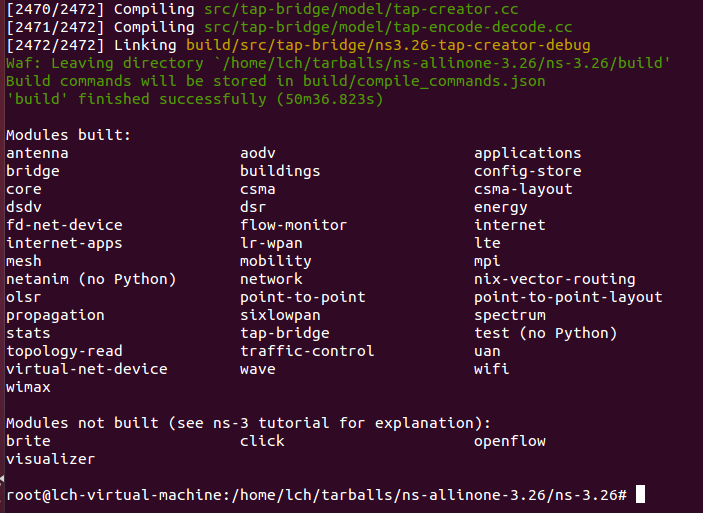 [2470/2472] Compiling src/tap-bridge/model/tap-creator.cc
[2471/2472] Compiling src/tap-bridge/model/tap-encode-decode.cc
[2472/2472] Linking build/src/tap-bridge/ns3.26-tap-creator-debug
Waf: Leaving directory `/home/lch/tarballs/ns-allinone-3.26/ns-3.26/build'
Build commands will be stored in build/compile_commands.json
'build' finished successfully (50m36.823s)

Modules built:
antenna aodv applications
bridge buildings config-store
core csma csma-layout
dsdv dsr energy
fd-net-device flow-monitor internet
internet-apps lr-wpan lte
mesh mobility mpi
netanim (no Python) network nix-vector-routing
olsr point-to-point point-to-point-layout
propagation sixlowpan spectrum
stats tap-bridge test (no Python)
topology-read traffic-control uan
virtual-net-device wave wifi
wimax

Modules not built (see ns-3 tutorial for explanation):
brite click openflow
visualizer

root@lch-virtual-machine:/home/lch/tarballs/ns-allinone-3.26/ns-3.26#